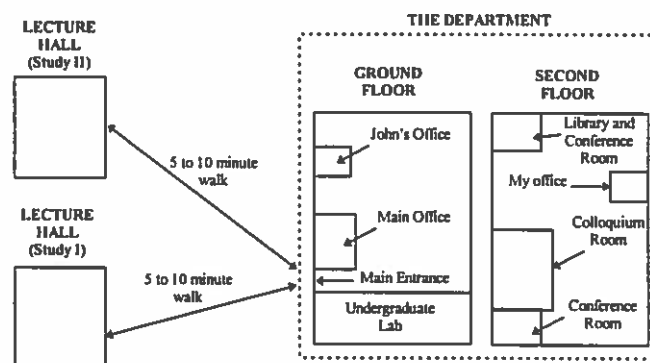 THE DEPARTMENT
LECTURE
HALL
(Study II)
GROUND
FLOOR
SECOND
FLOOR
John's Office
Library and
Conference
Room
5 to 10 minute
walk
My office
LECTURE
HALL
(Study I)
Main Office
Colloquium
Room
5 to 10 minute
walk
Main Entrance
Undergraduate
Lab
Conference
Room